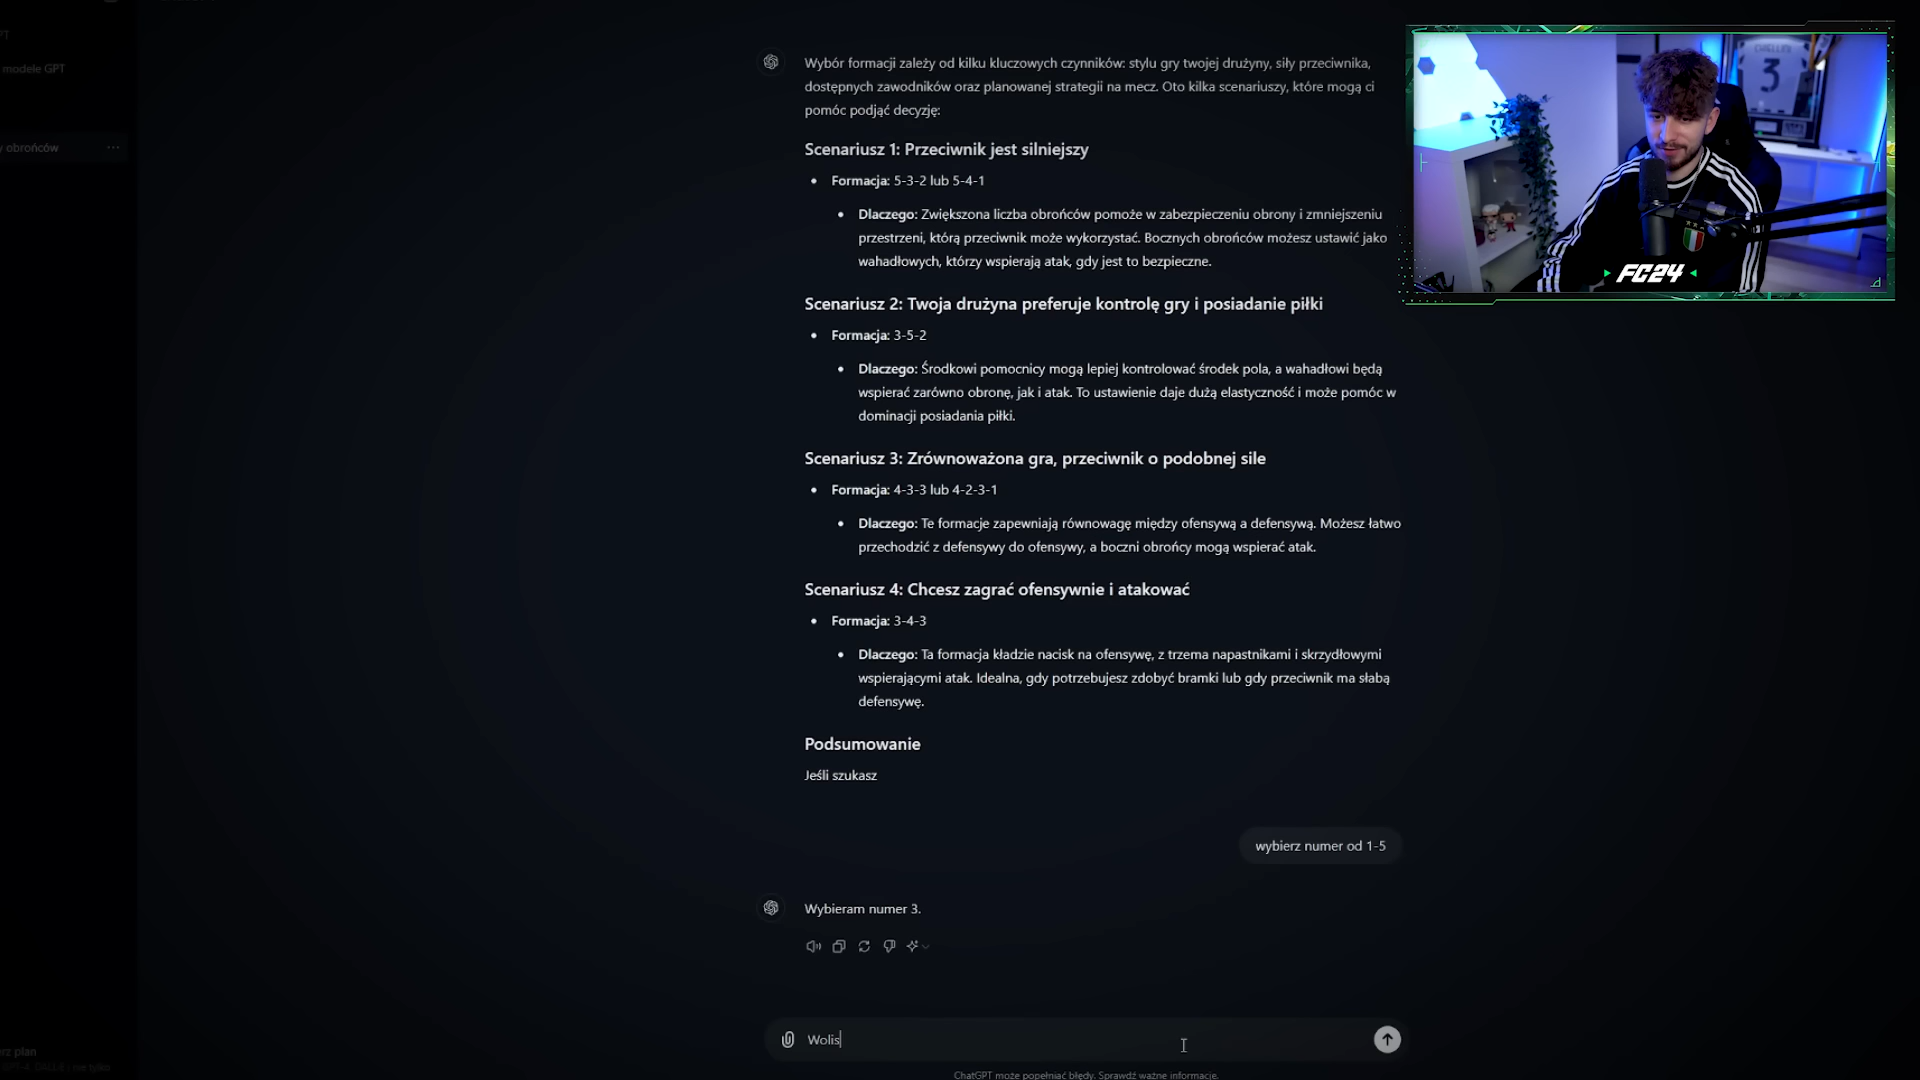 modele GPT
obrońców
Wybór formacji zależy od kilku kluczowych czynników: stylu gry twojej drużyny, siły przeciwnika,
dostępnych zawodników oraz planowanej strategii na mecz. Oto kilka scenariuszy, które mogą ci
pomóc podjąć decyzję:
Scenariusz 1: Przeciwnik jest silniejszy
Formacja: 5-3-2 lub 5-4-1
Dlaczego: Zwiększona liczba obrońców pomoże w zabezpieczeniu obrony i zmniejszeniu
przestrzeni, którą przeciwnik może wykorzystać. Bocznych obrońców możesz ustawić jako
wahadłowych, którzy wspierają atak, gdy jest to bezpieczne.
Scenariusz 2: Twoja drużyna preferuje kontrolę gry i posiadanie piłki
Formacja: 3-5-2
Dlaczego: Środkowi pomocnicy mogą lepiej kontrolować środek pola, a wahadłowi będą
wspierać zarówno obronę, jak i atak. To ustawienie daje dużą elastyczność i może pomóc w
dominacji posiadania piłki.
Scenariusz 3: Zrównoważona gra, przeciwnik o podobnej sile
Formacja: 4-3-3 lub 4-2-3-1
Dlaczego: Te formacje zapewniają równowagę między ofensywą a defensywą. Możesz łatwo
przechodzić z defensywy do ofensywy, a boczni obrońcy mogą wspierać atak.
Scenariusz 4: Chcesz zagrać ofensywnie i atakować
Formacja: 3-4-3
Dlaczego: Ta formacja kładzie nacisk na ofensywę, z trzema napastnikami i skrzydłowymi
wspierającymi atak. Idealna, gdy potrzebujesz zdobyć bramki lub gdy przeciwnik ma słabą
defensywę.
Podsumowanie
Jeśli szukasz
wybierz numer od 1-5
Wybieram numer 3.
Wolis
ChatGPT może popełniać błędy. Sprawdź ważne informacje.
plan
3
FC24